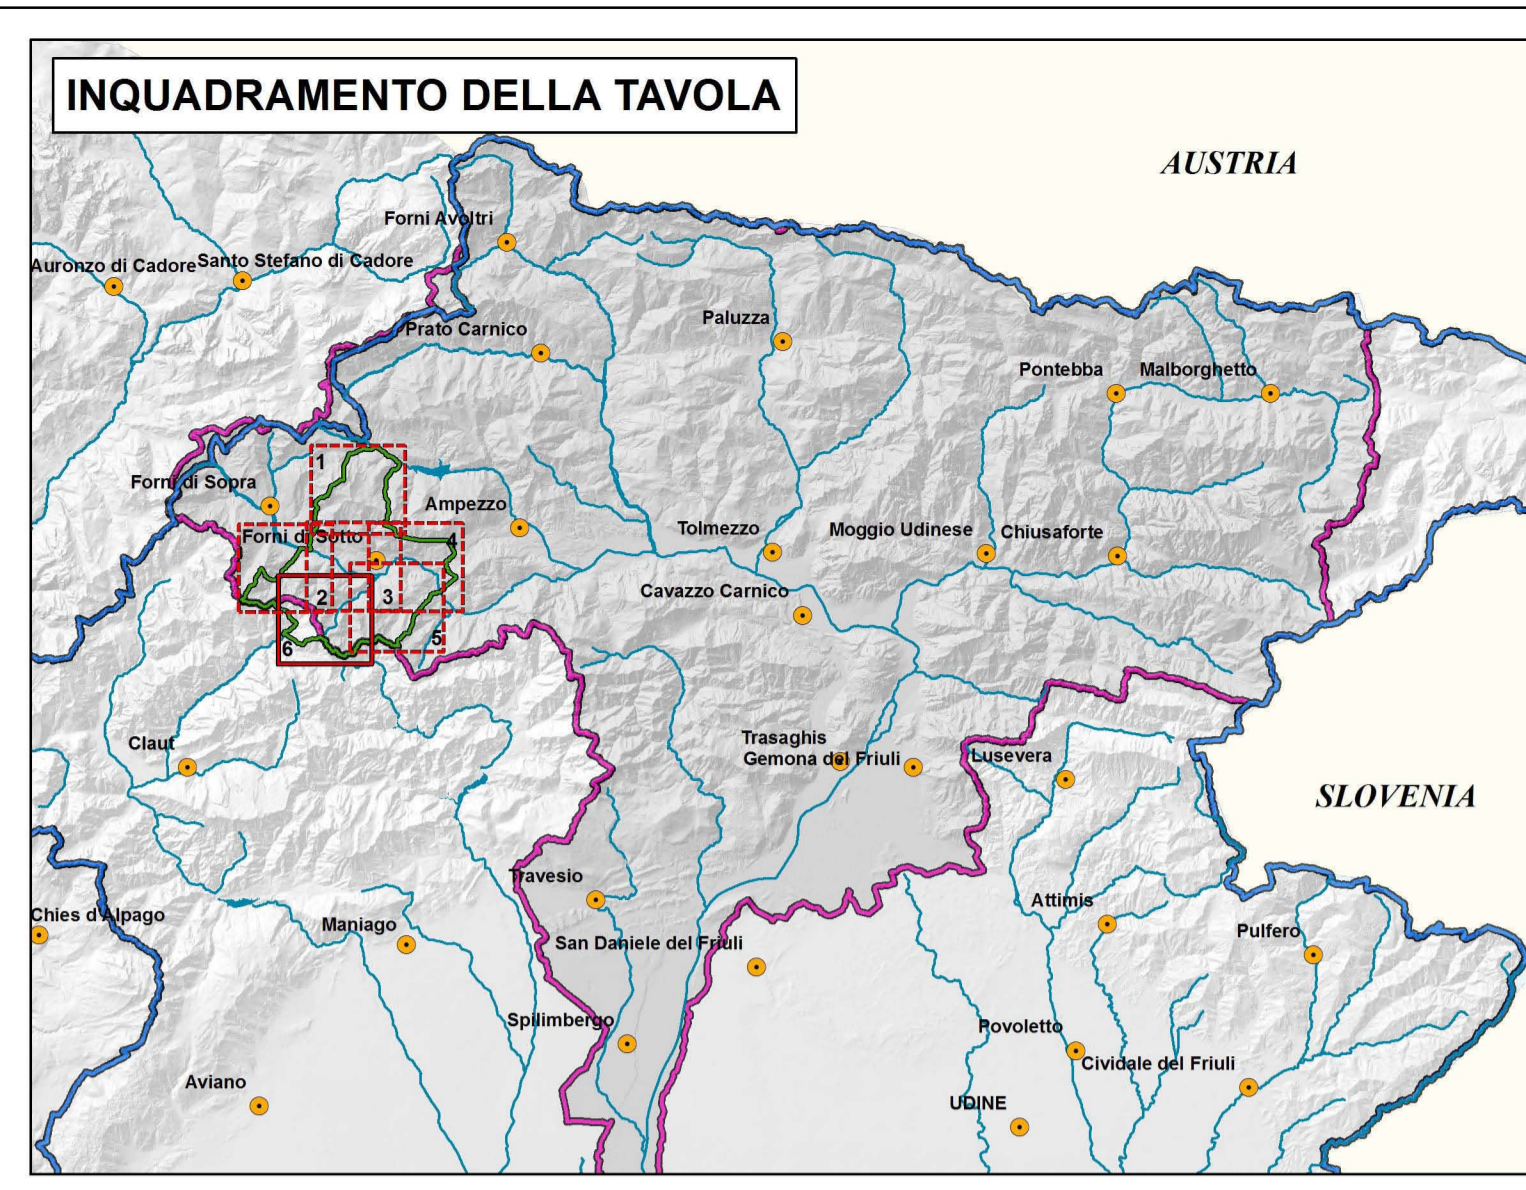 INQUADRAMENTO DELLA TAVOLA
AUSTRIA
Forni Avoltri
Auronzo di Cadore
Santo Stefano di Cadore
Prato Carnico
Paluzza
Pontebba
Malborghetto
1
Forni di Sopra
Ampezzo
Tolmezzo
Moggio Udinese
Chiusaforte
Forni di Sotto
4
Cavazzo Carnico
2
3
5
6
Claut
Trasaghis
Gemona del Friuli
Lusevera
SLOVENIA
Travesio
Chies d'Alpago
Maniago
San Daniele del Friuli
Attimis
Pulfero
Spilimbergo
Povoletto
Cividale del Friuli
Aviano
UDINE